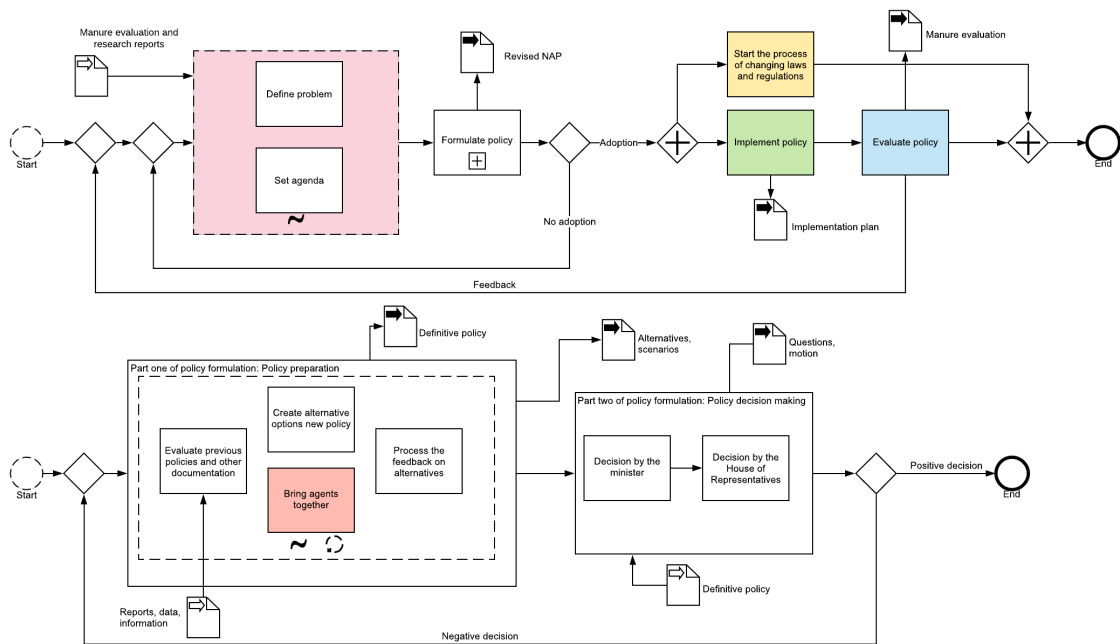 Manure evaluation and
research reports
Revised NAP
Manure evaluation
Start the process
of changing laws
and regulations
Define problem
Start
Formulate policy
Adoption
Implement policy
Evaluate policy
End
Set agenda
No adoption
Implementation plan
Feedback
Definitive policy
Alternatives,
scenarios
Questions,
motion
Part one of policy formulation: Policy preparation
Part two of policy formulation: Policy decision making
Create alternative
options new policy
Evaluate previous
policies and other
documentation
Process the
feedback on
alternatives
Bring agents
together
Decision by the
minister
Decision by the
House of
Representatives
Positive decision
Start
End
Reports, data,
information
Definitive policy
Negative decision